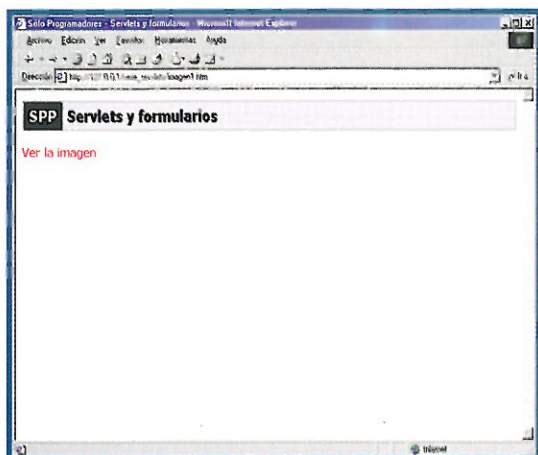 Sólo Programadores - Servlets y formularios - Microsoft Internet Explorer
Archivo Edición Ver Favoritos Herramientas Ayuda
Dirección
SPP Servlets y formularios
Ver la imagen
Internet